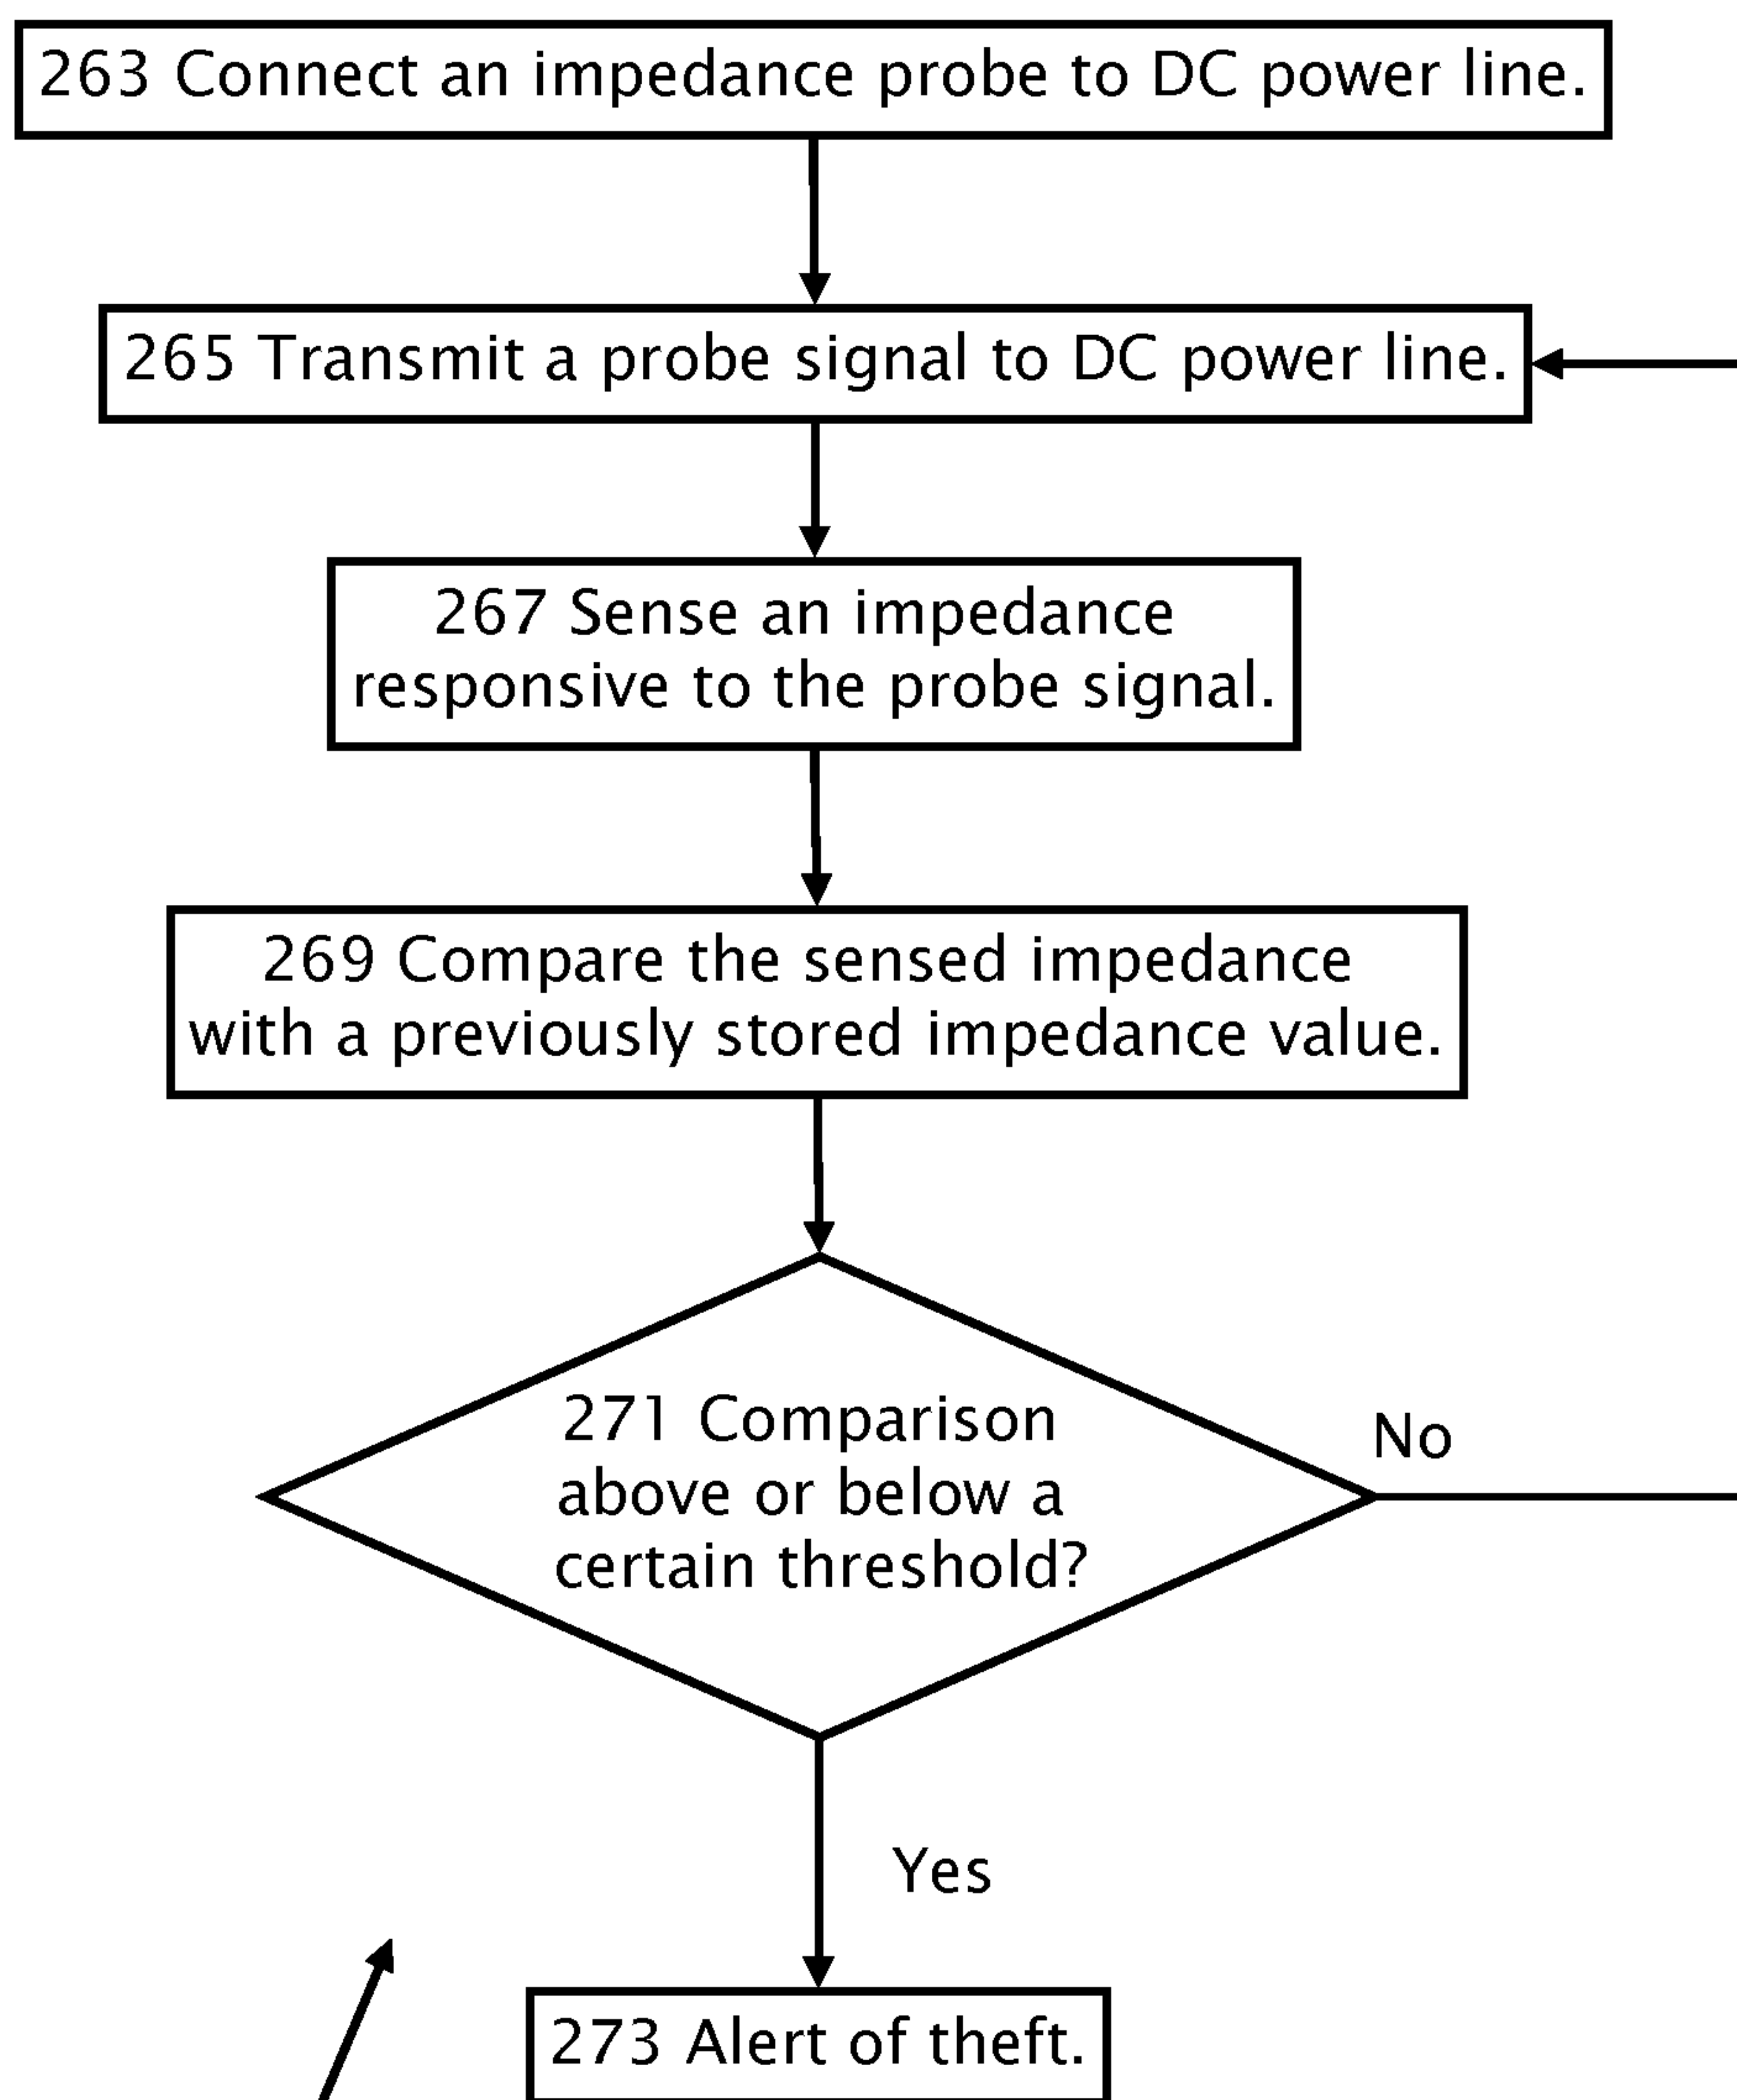 263 Connect an impedance probe to DC power line.
265 Transmit a probe signal to DC power line.
267 Sense an impedance
responsive to the probe signal.
269 Compare the sensed impedance
with a previously stored impedance value.
271 Comparison
above or below a
certain threshold?
No
Yes
273 Alert of theft.